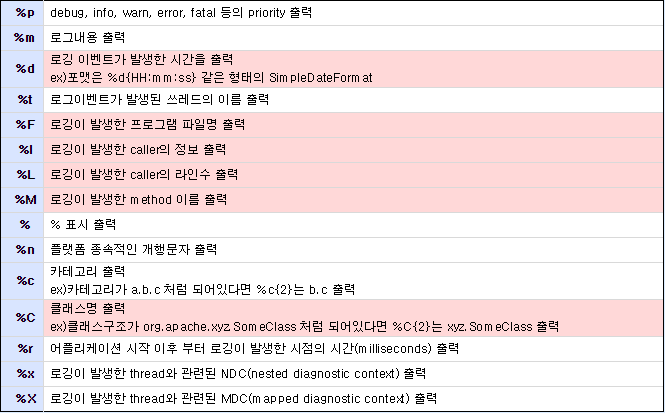 %p debug, info, warn, error, fatal 등의 priority 출력
%m 로그내용 출력
%d 로깅 이벤트가 발생한 시간을 출력
ex)포맷은 %d{HH:mm:ss} 같은 형태의 SimpleDateFormat
%t 로그이벤트가 발생된 쓰레드의 이름 출력
%F 로깅이 발생한 프로그램 파일명 출력
%l 로깅이 발생한 caller의 정보 출력
%L 로깅이 발생한 caller의 라인수 출력
%M 로깅이 발생한 method 이름 출력
% % 표시 출력
%n 플랫폼 종속적인 개행문자 출력
%c 카테고리 출력
ex)카테고리가 a.b.c 처럼 되어있다면 %c{2}는 b.c 출력
%C 클래스명 출력
ex)클래스구조가 org.apache.xyz.SomeClass 처럼 되어있다면 %C{2}는 xyz.SomeClass 출력
%r 어플리케이션 시작 이후 부터 로깅이 발생한 시점의 시간(milliseconds) 출력
%x 로깅이 발생한 thread와 관련된 NDC(nested diagnostic context) 출력
%X 로깅이 발생한 thread와 관련된 MDC(mapped diagnostic context) 출력